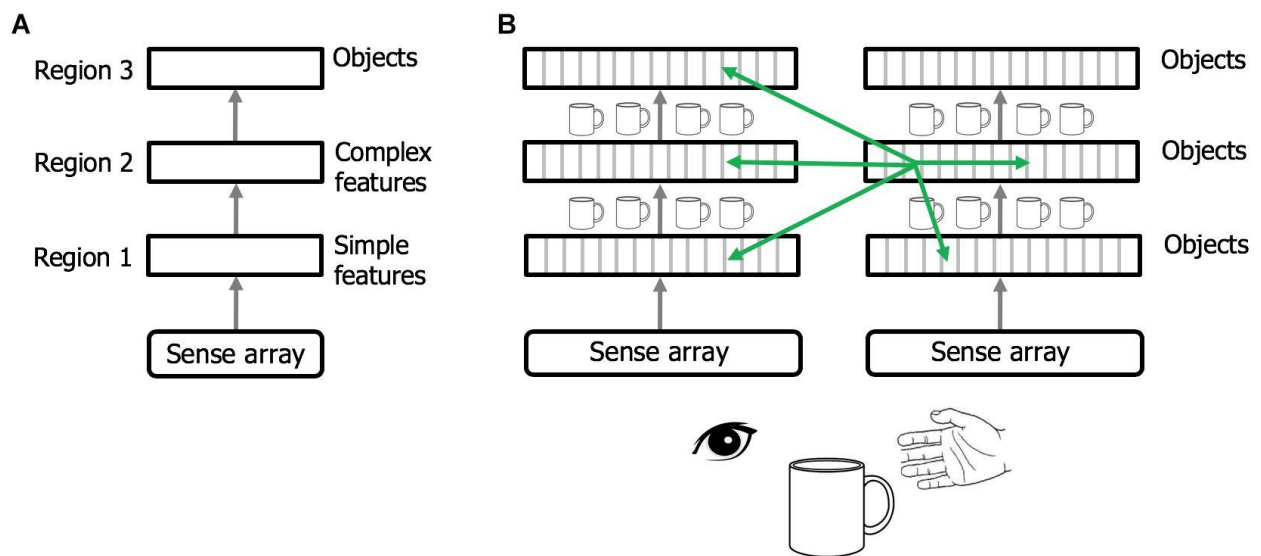 A
B
Region 3
Objects
Objects
Region 2
Complex
features
Objects
Region 1
Simple
features
Objects
Sense array
Sense array
Sense array